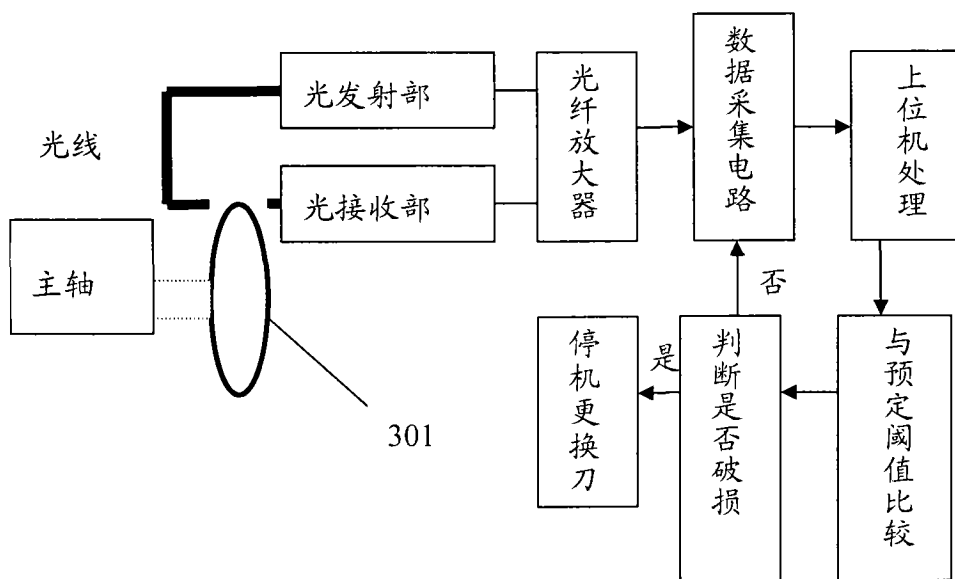 光发射部
光纤放大器
数据采集电路
上位机处理
光线
光接收部
主轴
否
301
停机更换刀
是
判断是否破损
与预定阈值比较